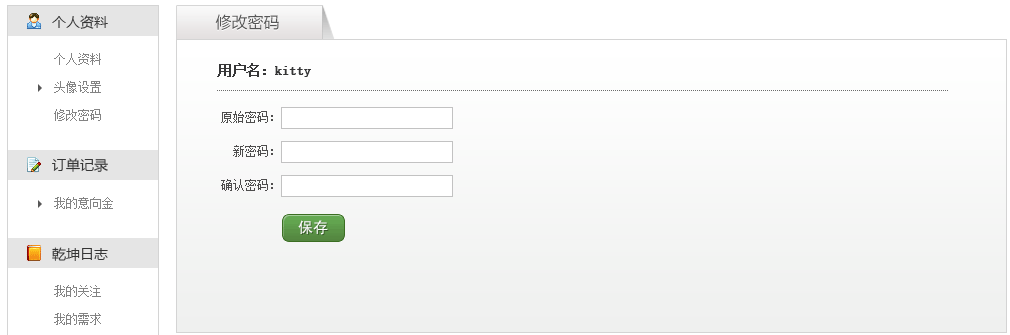 个人资料
个人资料
头像设置
修改密码
订单记录
我的意向金
乾坤日志
我的关注
我的需求
修改密码
用户名：kitty
原始密码：
新密码：
确认密码：
保存